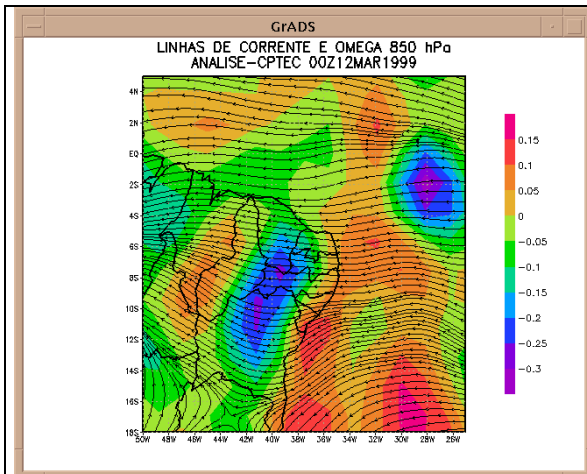 GrADS
LINHAS DE CORRENTE E OMEGA 850 hPa
ANALISE-CPTEC 00Z12MAR1999
4N
2N
EQ
2S
4S
6S
8S
10S
12S
14S
16S
18S
50W 48W 46W 44W 42W 40W 38W 36W 34W 32W 30W 28W 26W
0.15
0.1
0.05
0
-0.05
-0.1
-0.15
-0.2
-0.25
-0.3